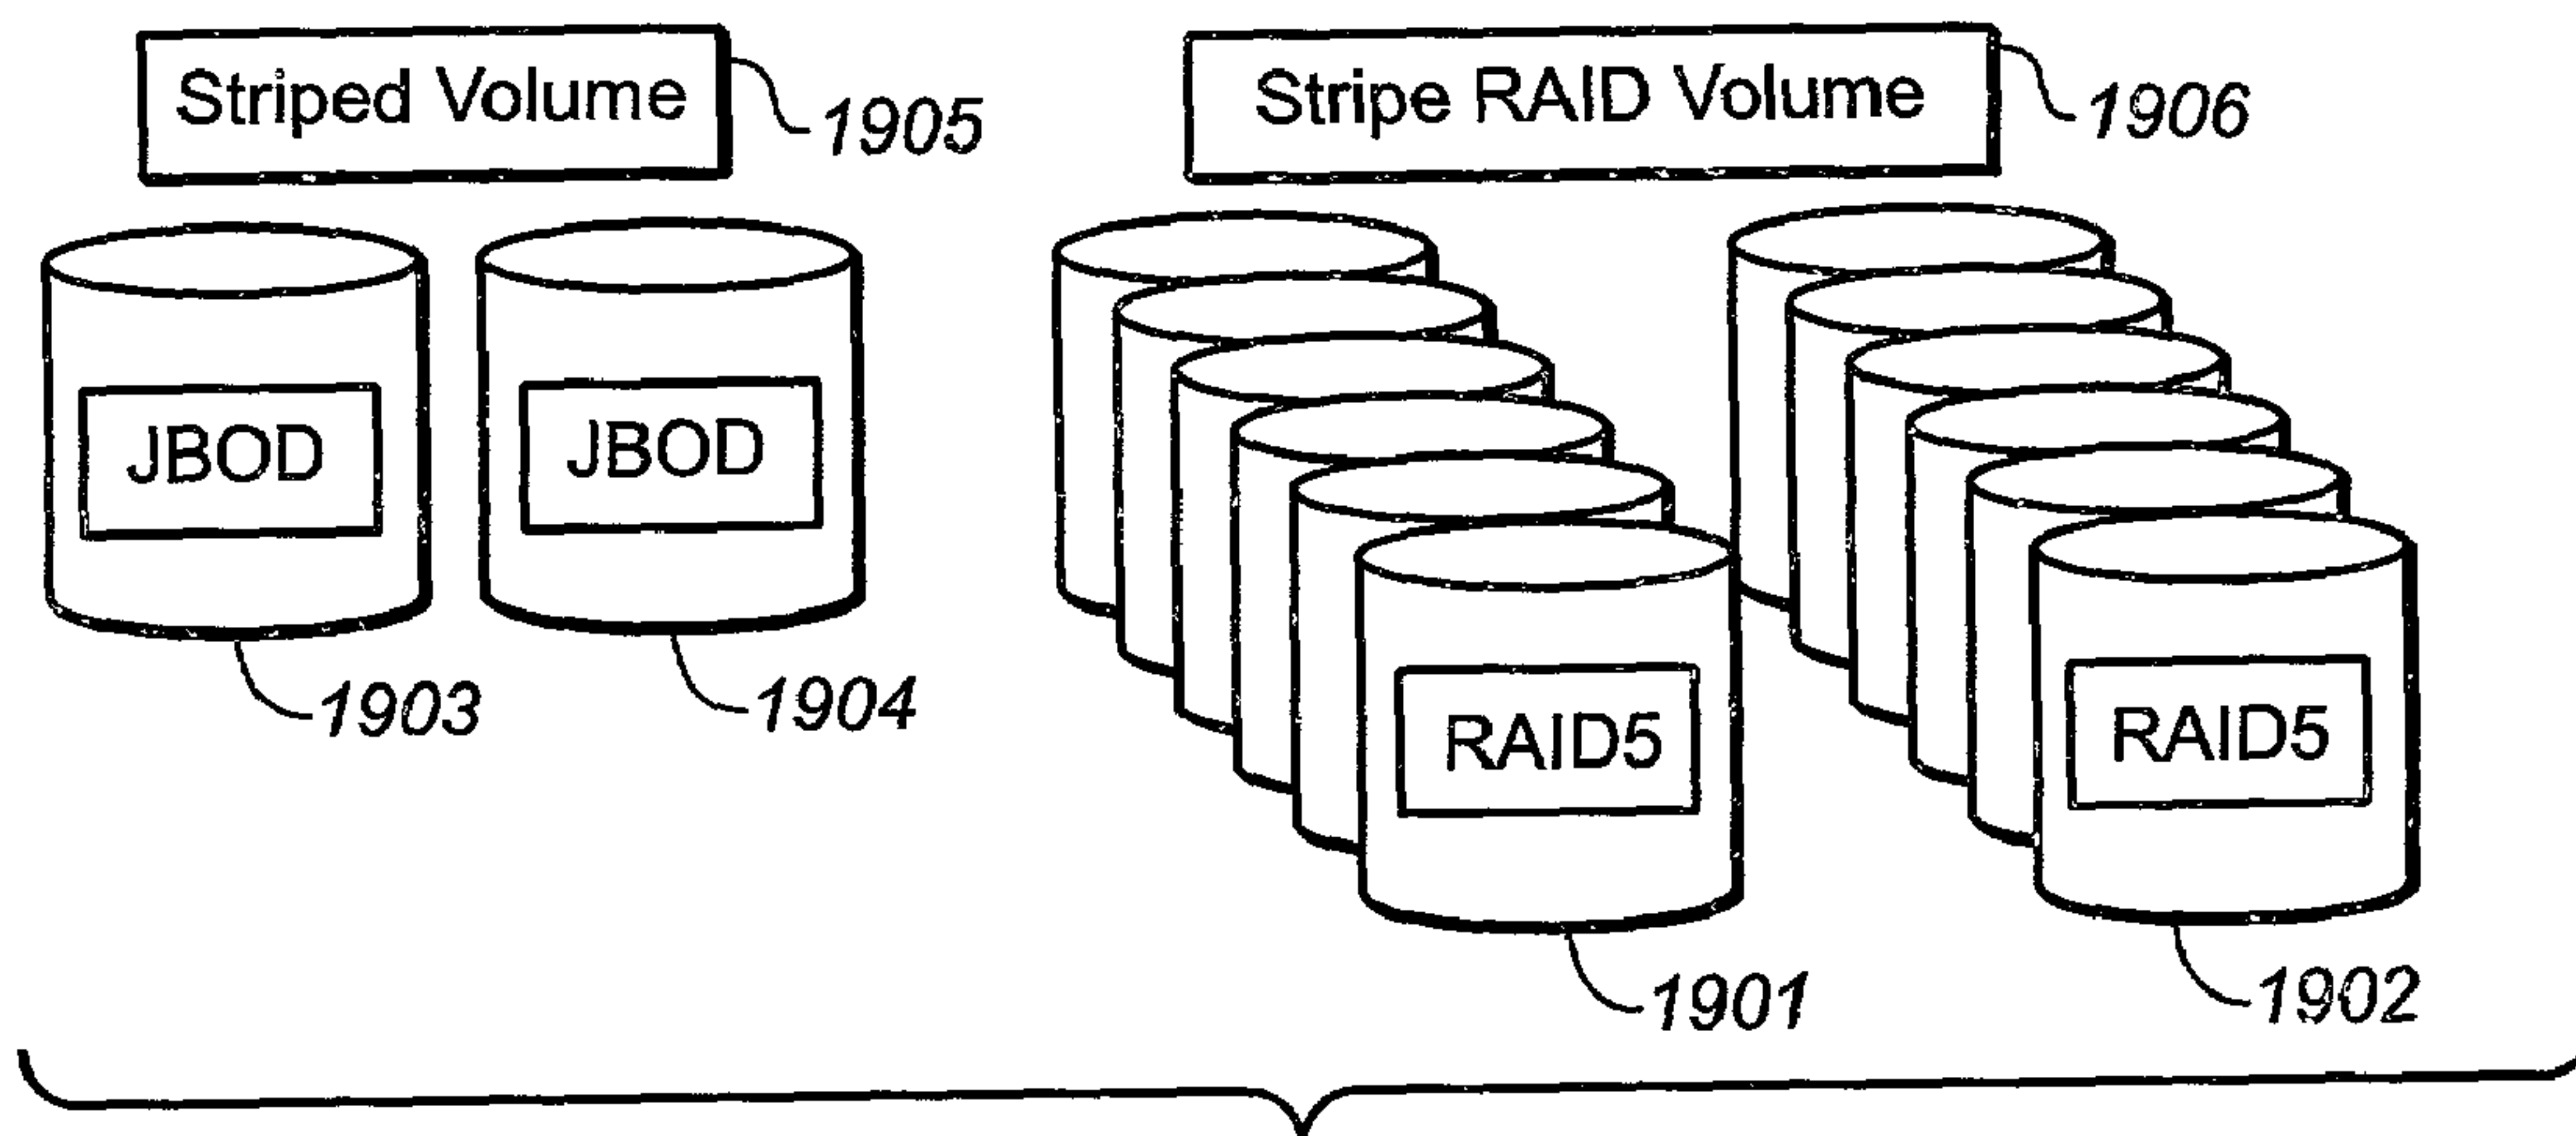 Striped Volume
1905
Stripe RAID Volume
1906
JBOD
JBOD
1903
1904
RAID5
RAID5
1901
1902